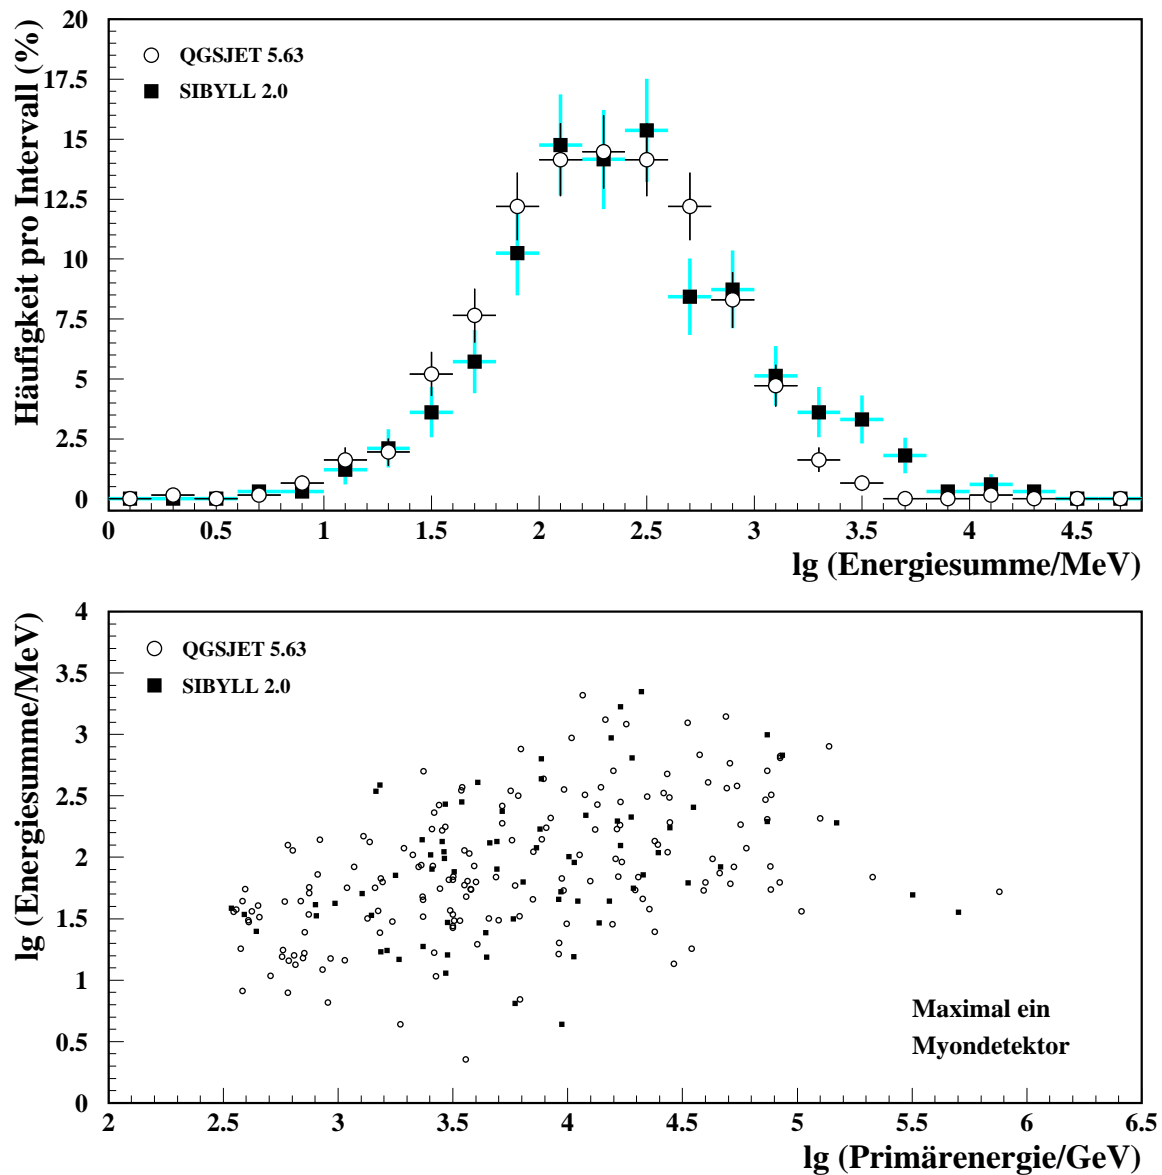 Häufigkeit pro Intervall (%)
20
17.5
15
12.5
10
7.5
5
2.5
0
QGSJET 5.63
SIBYLL 2.0
0 0.5 1 1.5 2 2.5 3 3.5 4 4.5
lg (Energiesumme/MeV)
lg (Energiesumme/MeV)
4
3.5
3
2.5
2
1.5
1
0.5
0
QGSJET 5.63
SIBYLL 2.0
Maximal ein
Myondetektor
2 2.5 3 3.5 4 4.5 5 5.5 6 6.5
lg (Primärenergie/GeV)